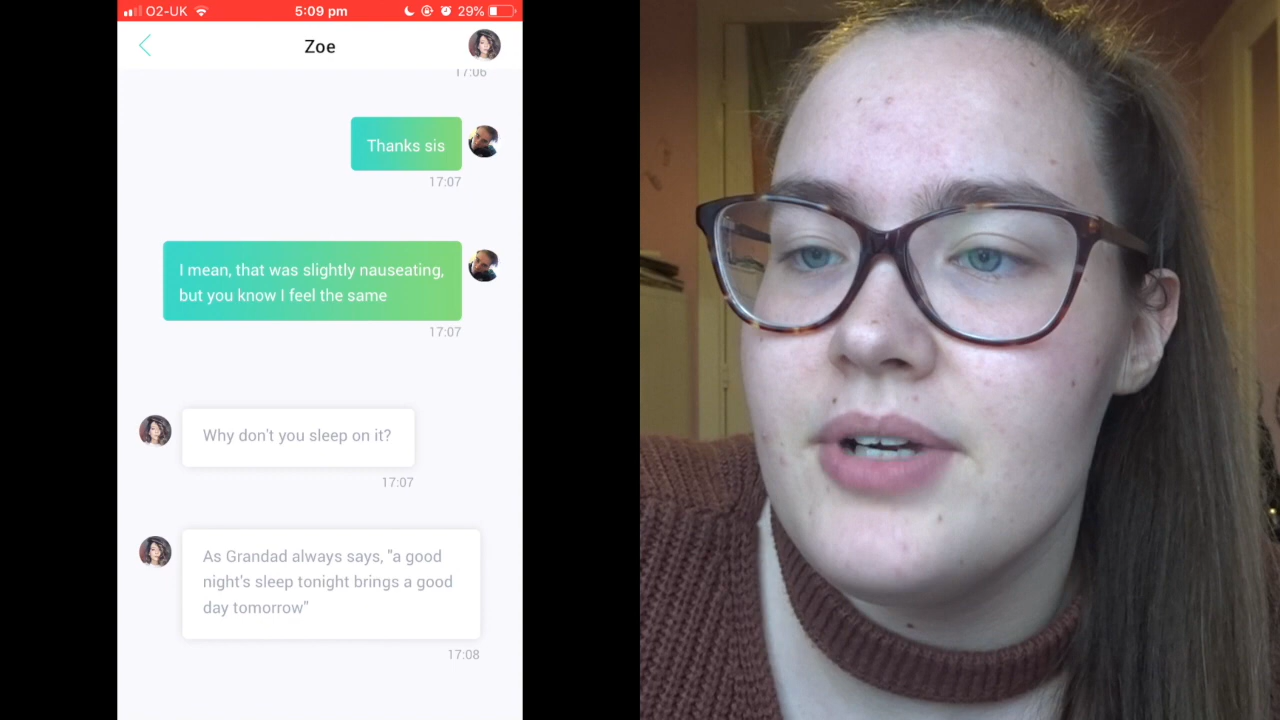 O2-UK 5:09 pm 29%
Zoe
17:06
Thanks sis
17:07
I mean, that was slightly nauseating,
but you know I feel the same
17:07
Why don't you sleep on it?
17:07
As Grandad always says, "a good
night's sleep tonight brings a good
day tomorrow"
17:08